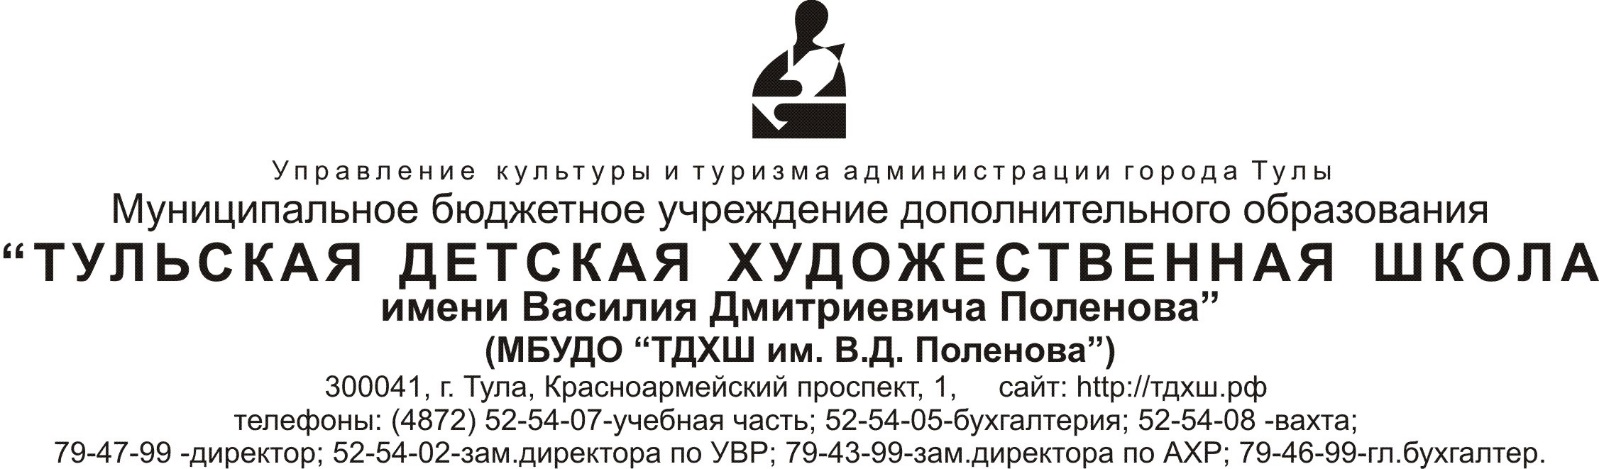 Управление культуры и туризма администрации города Тулы
Муниципальное бюджетное учреждение дополнительного образования
“ТУЛЬСКАЯ ДЕТСКАЯ ХУДОЖЕСТВЕННАЯ ШКОЛА
имени Василия Дмитриевича Поленова”
(МБУДО “ТДХШ им. В.Д. Поленова”)
300041, г. Тула, Красноармейский проспект, 1, сайт: http://тдхш.рф
телефоны: (4872) 52-54-07-учебная часть; 52-54-05-бухгалтерия; 52-54-08 -вахта;
79-47-99 -директор; 52-54-02-зам.директора по УВР; 79-43-99-зам.директора по АХР; 79-46-99-гл.бухгалтер.